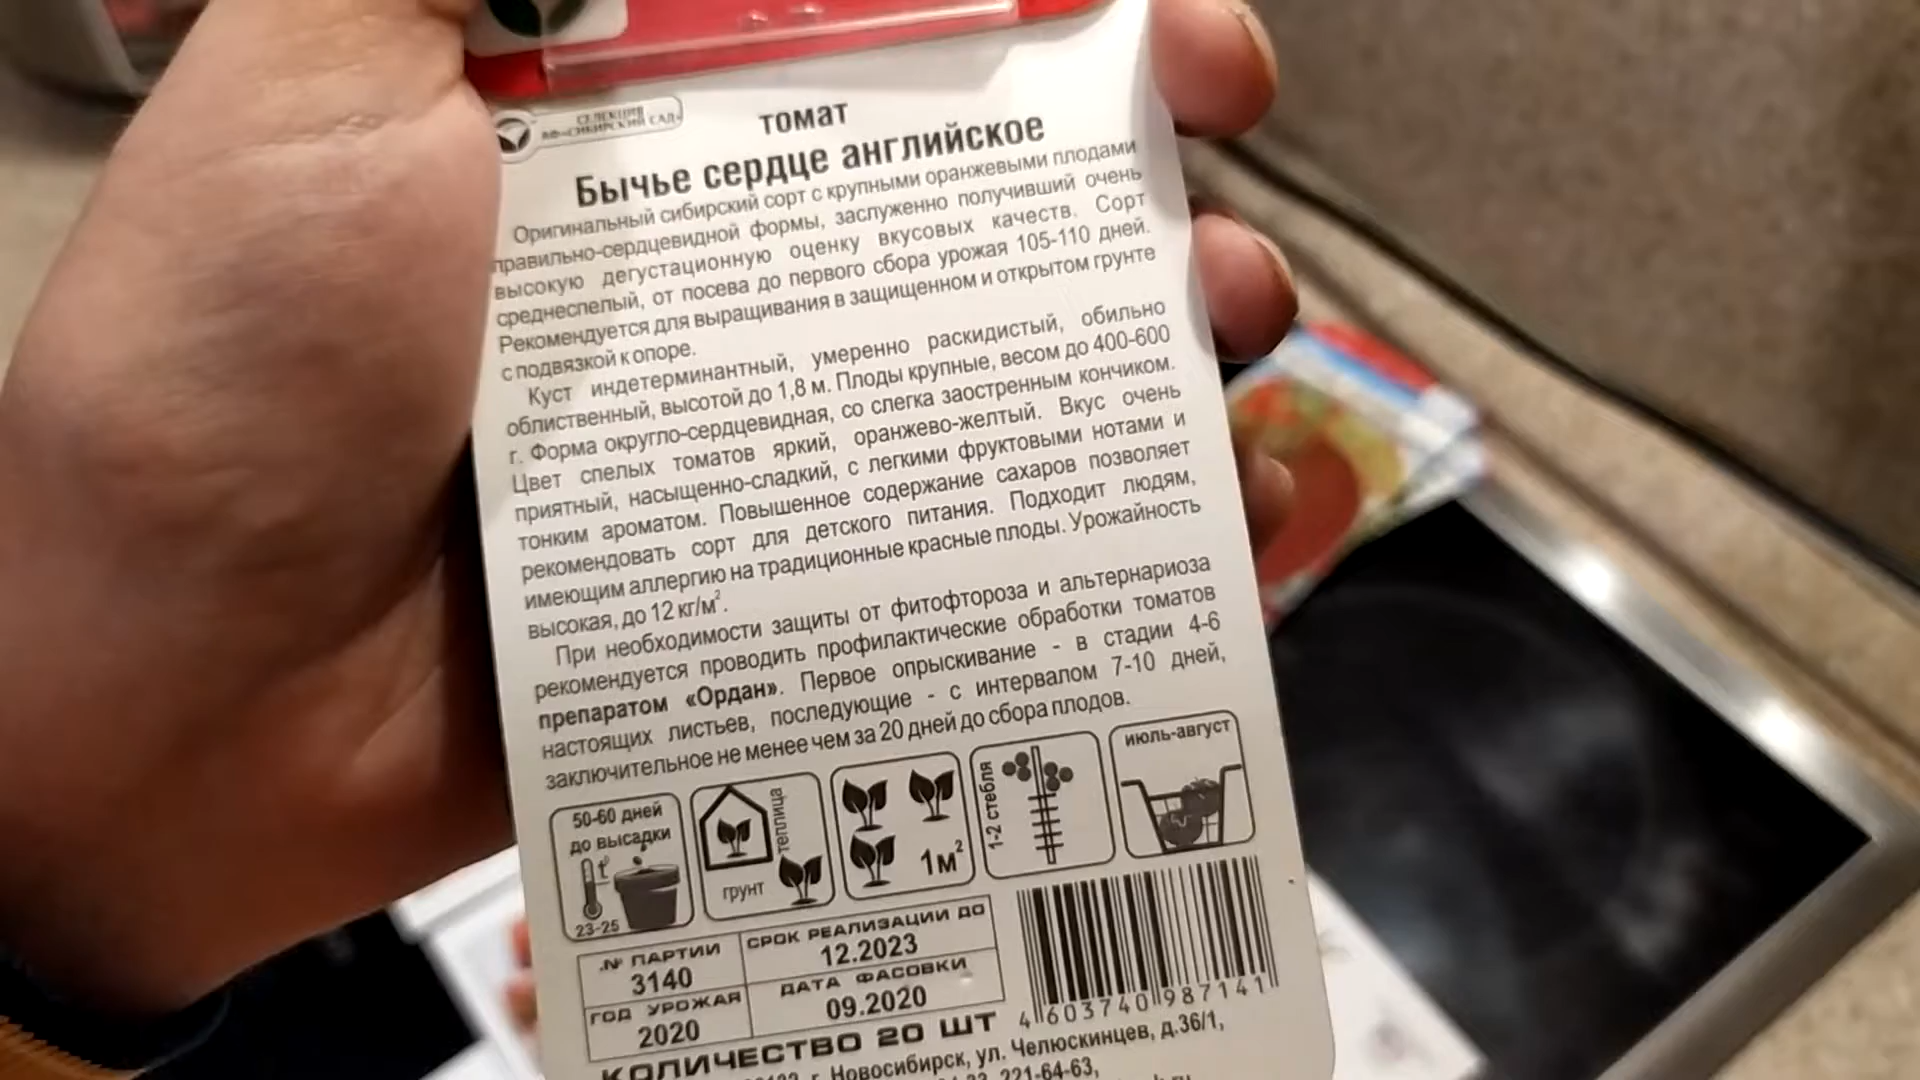 СЕЛЕКЦИЯ
АФ «СИБИРСКИЙ САД»
томат
Бычье сердце английское
Оригинальный сибирский сорт с крупными оранжевыми плодами
правильно-сердцевидной формы, заслуженно получивший очень
высокую дегустационную оценку вкусовых качеств. Сорт
среднеспелый, от посева до первого сбора урожая 105-110 дней.
Рекомендуется для выращивания в защищенном и открытом грунте
с подвязкой к опоре.
Куст индетерминантный, умеренно раскидистый, обильно
облиственный, высотой до 1,8 м. Плоды крупные, весом до 400-600
г. Форма округло-сердцевидная, со слегка заостренным кончиком.
Цвет спелых томатов яркий, оранжево-желтый. Вкус очень
приятный, насыщенно-сладкий, с легкими фруктовыми нотами и
тонким ароматом. Повышенное содержание сахаров позволяет
рекомендовать сорт для детского питания. Подходит людям,
имеющим аллергию на традиционные красные плоды. Урожайность
высокая, до 12 кг/м².
При необходимости защиты от фитофтороза и альтернариоза
рекомендуется проводить профилактические обработки томатов
препаратом «Ордан». Первое опрыскивание - в стадии 4-6
настоящих листьев, последующие - с интервалом 7-10 дней,
заключительное не менее чем за 20 дней до сбора плодов.
50-60 дней
до высадки
t°
23-25
теплица
грунт
1м²
1-2 стебля
июль-август
№ ПАРТИИ
3140
СРОК РЕАЛИЗАЦИИ ДО
12.2023
ГОД УРОЖАЯ
2020
ДАТА ФАСОВКИ
09.2020
4 603740 987141
КОЛИЧЕСТВО 20 ШТ
г. Новосибирск, ул. Челюскинцев, д.36/1,
221-64-63,